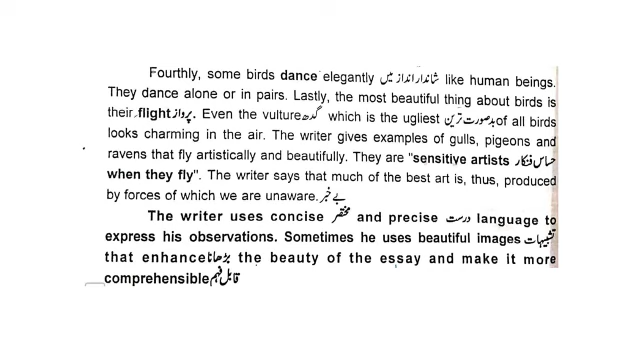 Fourthly, some birds dance elegantly شاندار انداز میں like human beings.
They dance alone or in pairs. Lastly, the most beautiful thing about birds is
their flight پرواز. Even the vulture گدھ which is the ugliest بدصورت ترین of all birds
looks charming in the air. The writer gives examples of gulls, pigeons and
ravens that fly artistically and beautifully. They are "sensitive artists حساس فنکار
when they fly". The writer says that much of the best art is, thus, produced
by forces of which we are unaware. بے خبر
The writer uses concise مختصر and precise درست language to
express his observations. Sometimes he uses beautiful images تشبیہات
that enhance بڑھانا the beauty of the essay and make it more
comprehensible قابل فہم